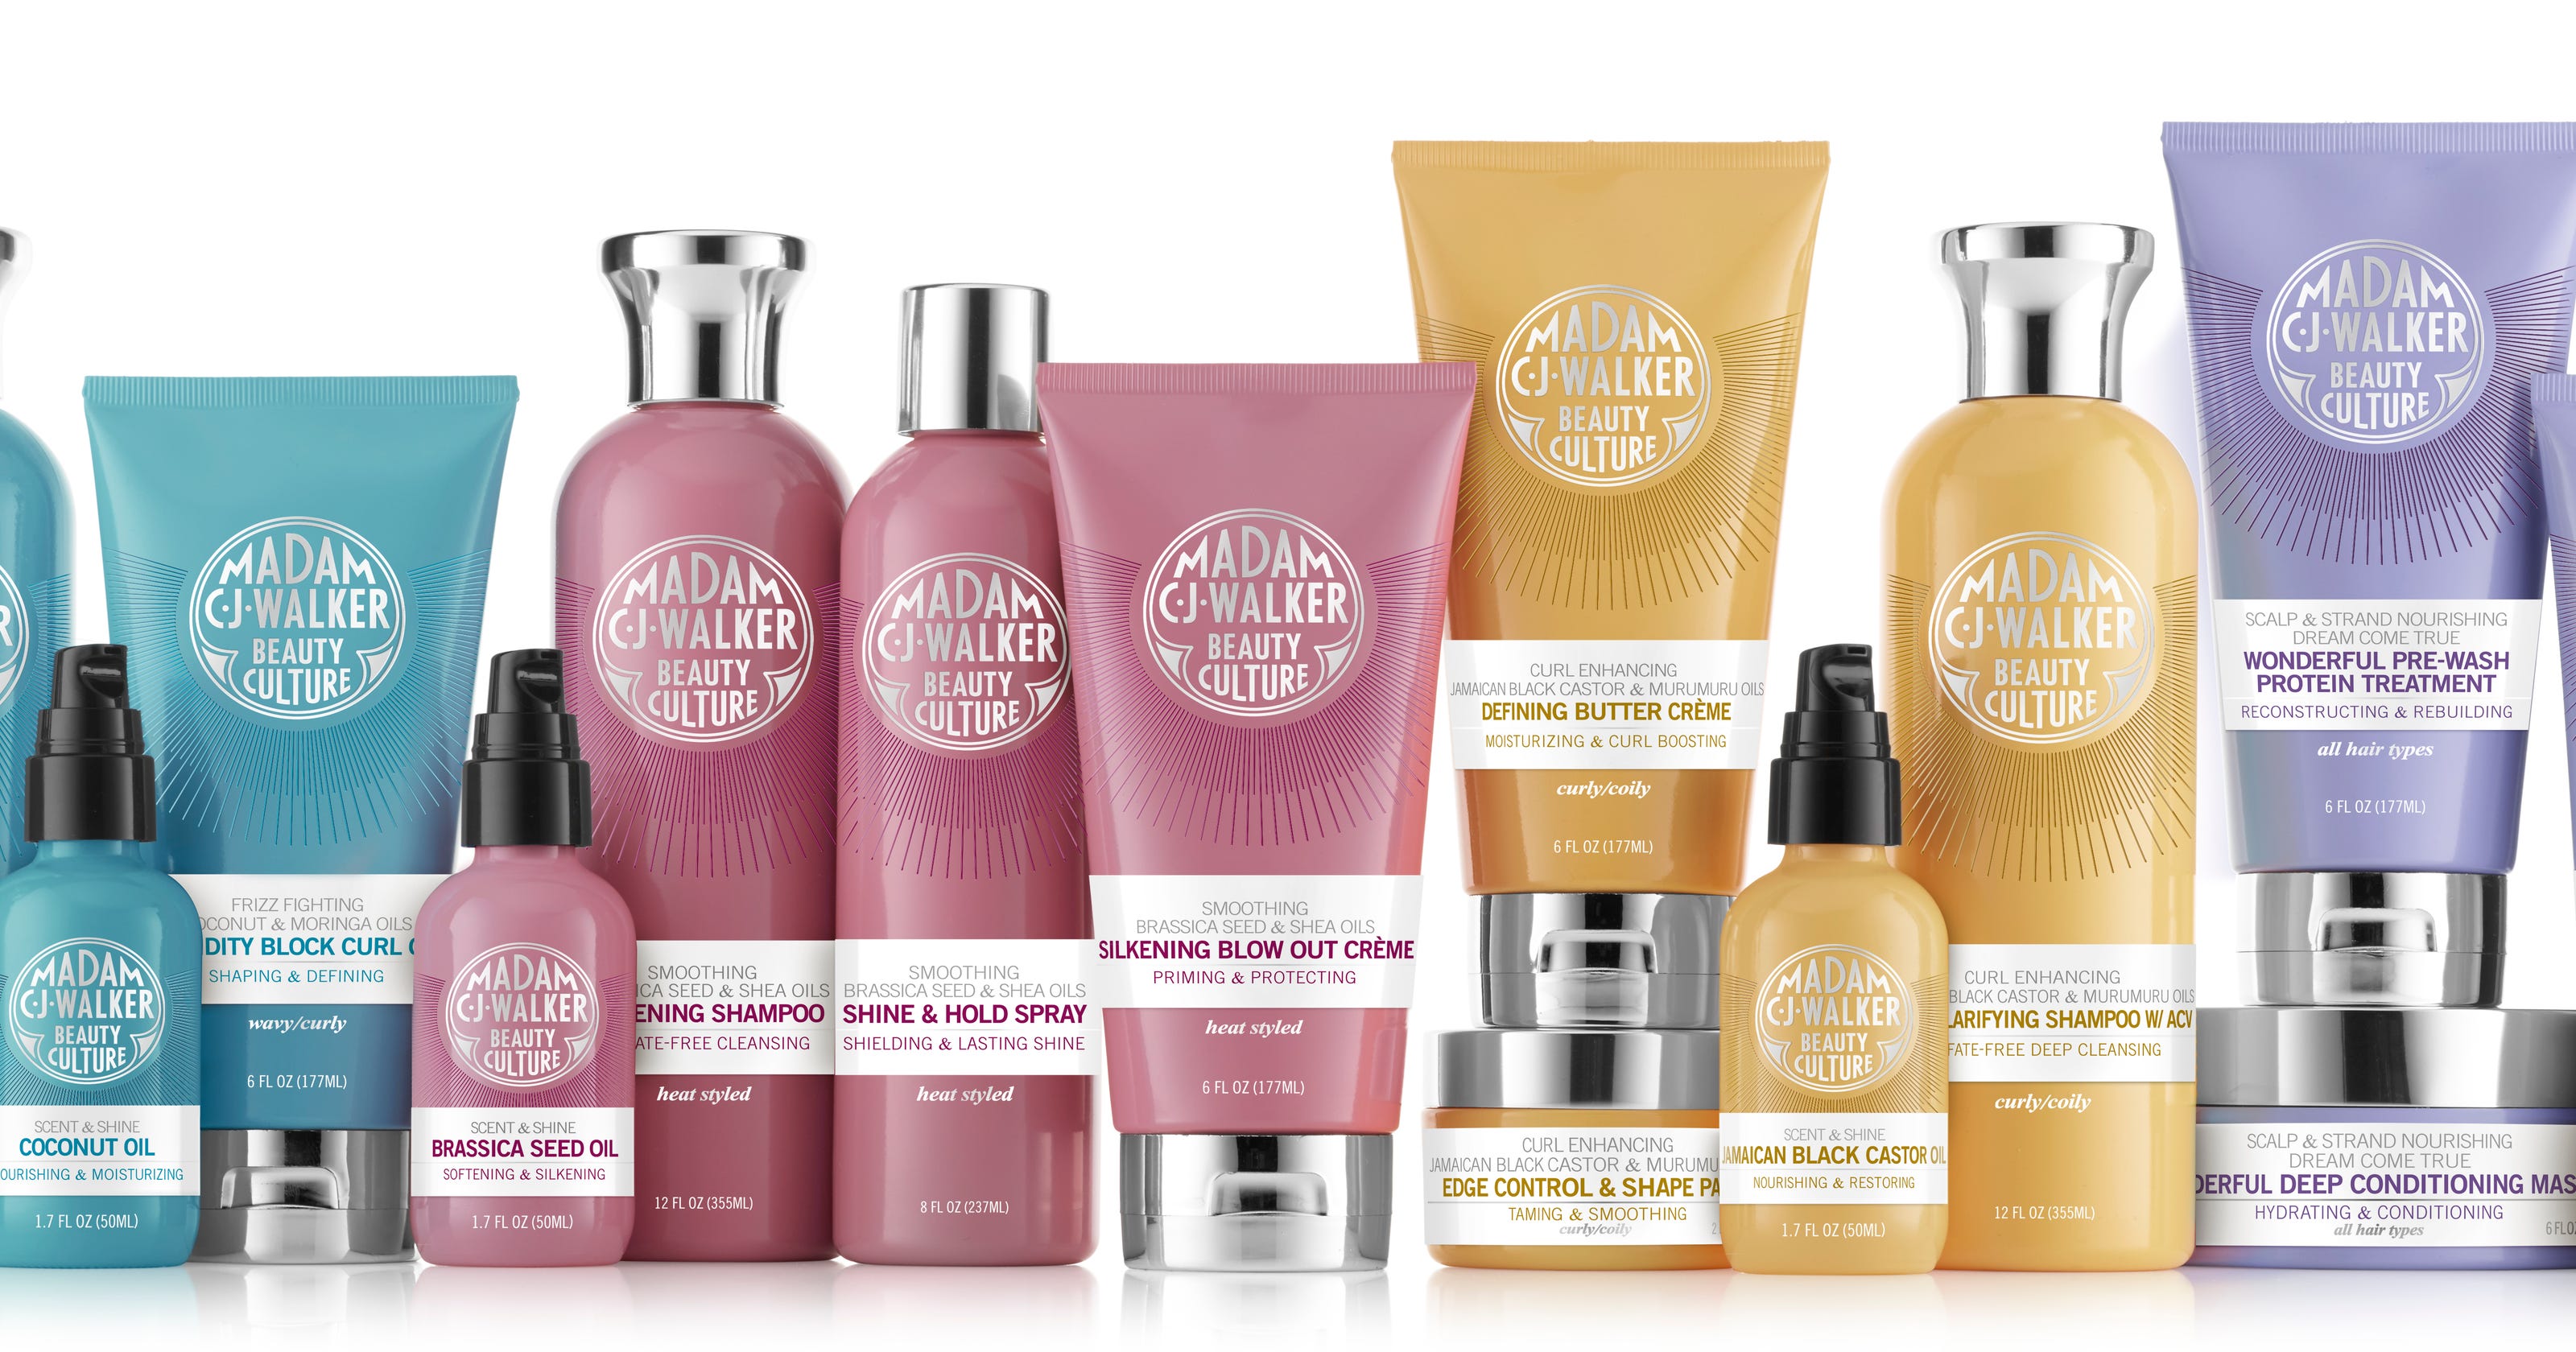 MADAM
C·J·WALKER
BEAUTY
CULTURE
SCENT & SHINE
COCONUT OIL
OURISHING & MOISTURIZING
1.7 FL OZ (50ML)
MADAM
C·J·WALKER
BEAUTY
CULTURE
FRIZZ FIGHTING
OCONUT & MORINGA OILS
DITY BLOCK CURL
SHAPING & DEFINING
wavy/curly
6 FL OZ (177ML)
MADAM
C·J·WALKER
BEAUTY
CULTURE
SCENT & SHINE
BRASSICA SEED OIL
SOFTENING & SILKENING
1.7 FL OZ (50ML)
MADAM
C·J·WALKER
BEAUTY
CULTURE
SMOOTHING
ICA SEED & SHEA OILS
ENING SHAMPOO
ATE-FREE CLEANSING
heat styled
12 FL OZ (355ML)
MADAM
C·J·WALKER
BEAUTY
CULTURE
SMOOTHING
BRASSICA SEED & SHEA OILS
SHINE & HOLD SPRAY
SHIELDING & LASTING SHINE
heat styled
8 FL OZ (237ML)
MADAM
C·J·WALKER
BEAUTY
CULTURE
SMOOTHING
BRASSICA SEED & SHEA OILS
SILKENING BLOW OUT CRÈME
PRIMING & PROTECTING
heat styled
6 FL OZ (177ML)
MADAM
C·J·WALKER
BEAUTY
CULTURE
CURL ENHANCING
JAMAICAN BLACK CASTOR & MURUMURU OILS
DEFINING BUTTER CRÈME
MOISTURIZING & CURL BOOSTING
curly/coily
6 FL OZ (177ML)
CURL ENHANCING
JAMAICAN BLACK CASTOR & MURUMU
EDGE CONTROL & SHAPE PA
TAMING & SMOOTHING
curly/coily
2
MADAM
C·J·WALKER
BEAUTY
CULTURE
SCENT & SHINE
JAMAICAN BLACK CASTOR OIL
NOURISHING & RESTORING
1.7 FL OZ (50ML)
MADAM
C·J·WALKER
BEAUTY
CULTURE
CURL ENHANCING
BLACK CASTOR & MURUMURU OILS
LARIFYING SHAMPOO W/ ACV
FATE-FREE DEEP CLEANSING
curly/coily
12 FL OZ (355ML)
MADAM
C·J·WALKER
BEAUTY
CULTURE
SCALP & STRAND NOURISHING
DREAM COME TRUE
WONDERFUL PRE-WASH
PROTEIN TREATMENT
RECONSTRUCTING & REBUILDING
all hair types
6 FL OZ (177ML)
SCALP & STRAND NOURISHING
DREAM COME TRUE
DERFUL DEEP CONDITIONING MAS
HYDRATING & CONDITIONING
all hair types
6 FL OZ